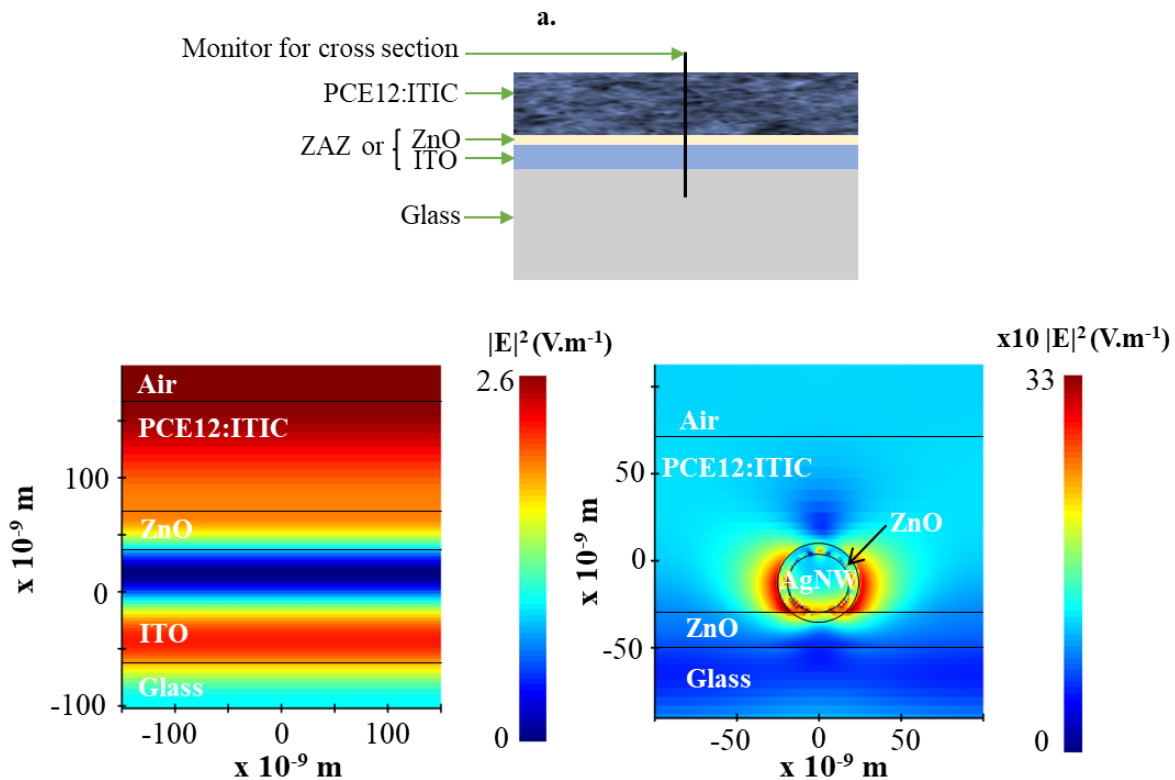 a.
Monitor for cross section
PCE12:ITIC
ZAZ or { ZnO
ITO
Glass
|E|² (V.m⁻¹)
2.6
0
Air
PCE12:ITIC
ZnO
ITO
Glass
100
0
-100
x 10⁻⁹ m
-100 0 100
x 10⁻⁹ m
x10 |E|² (V.m⁻¹)
33
0
Air
PCE12:ITIC
ZnO
AgNW
ZnO
Glass
50
0
-50
x 10⁻⁹ m
-50 0 50
x 10⁻⁹ m